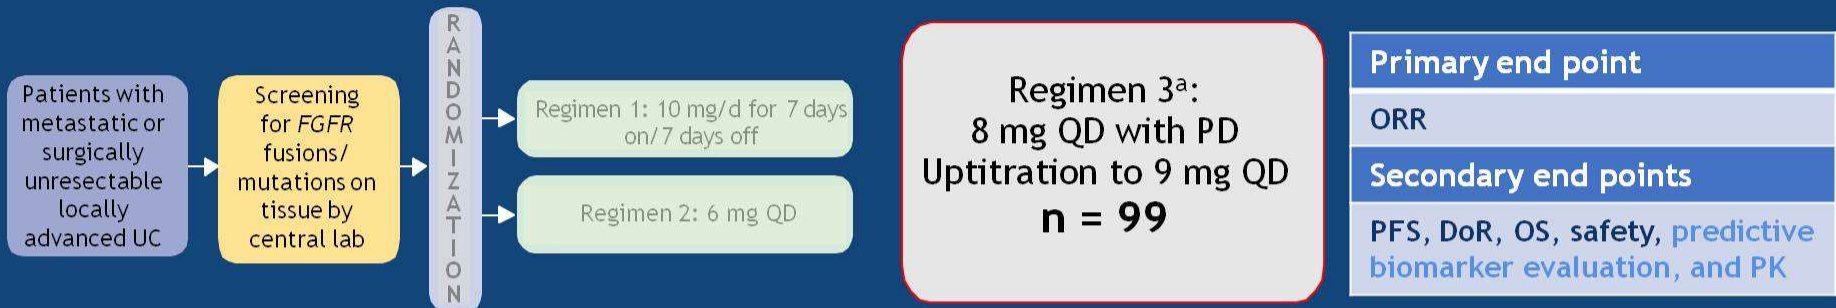 Patients with
metastatic or
surgically
unresectable
locally
advanced UC
Screening
for FGFR
fusions/
mutations on
tissue by
central lab
RANDOMIZATION
Regimen 1: 10 mg/d for 7 days
on/7 days off
Regimen 2: 6 mg QD
Regimen 3ª:
8 mg QD with PD
Uptitration to 9 mg QD
n = 99
Primary end point
ORR
Secondary end points
PFS, DoR, OS, safety, predictive
biomarker evaluation, and PK